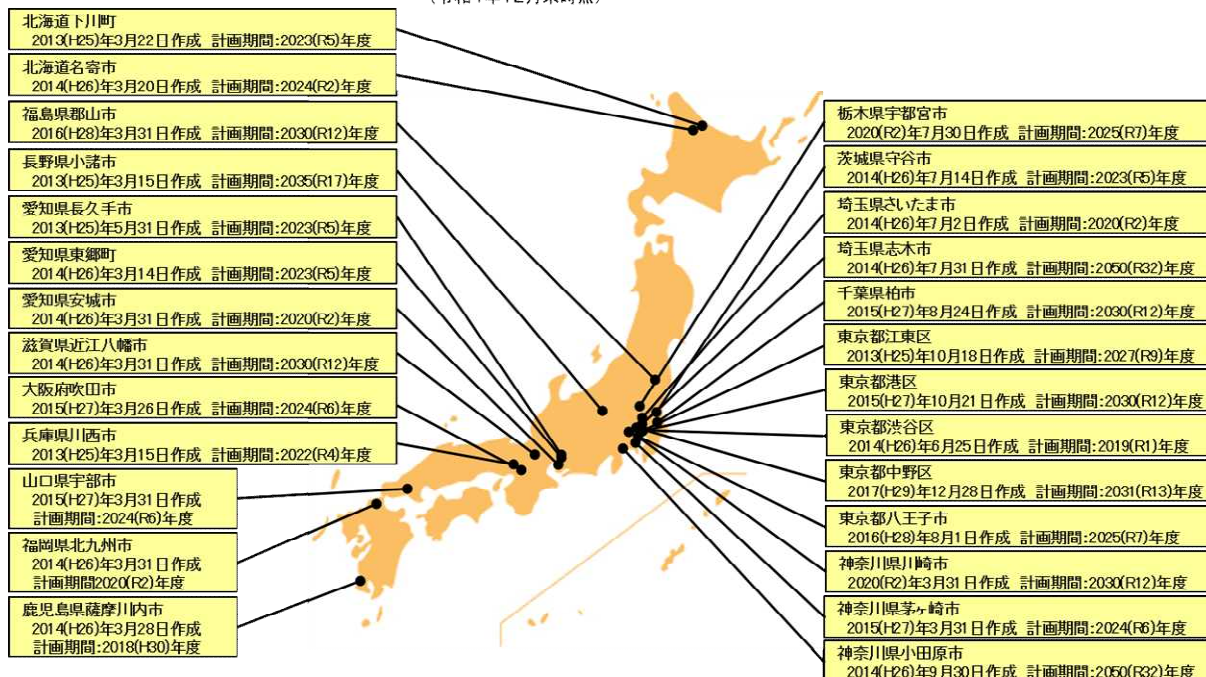 (令和4年12月末時点)
北海道下川町
2013(H25)年3月22日作成 計画期間:2023(R5)年度
北海道名寄市
2014(H26)年3月20日作成 計画期間:2024(R2)年度
福島県郡山市
2016(H28)年3月31日作成 計画期間:2030(R12)年度
長野県小諸市
2013(H25)年3月15日作成 計画期間:2035(R17)年度
愛知県長久手市
2013(H25)年5月31日作成 計画期間:2023(R5)年度
愛知県東郷町
2014(H26)年3月14日作成 計画期間:2023(R5)年度
愛知県安城市
2014(H26)年3月31日作成 計画期間:2020(R2)年度
滋賀県近江八幡市
2014(H26)年3月31日作成 計画期間:2030(R12)年度
大阪府吹田市
2015(H27)年3月26日作成 計画期間:2024(R6)年度
兵庫県川西市
2013(H25)年3月15日作成 計画期間:2022(R4)年度
山口県宇部市
2015(H27)年3月31日作成
計画期間:2024(R6)年度
福岡県北九州市
2014(H26)年3月31日作成
計画期間2020(R2)年度
鹿児島県薩摩川内市
2014(H26)年3月28日作成
計画期間:2018(H30)年度
栃木県宇都宮市
2020(R2)年7月30日作成 計画期間:2025(R7)年度
茨城県守谷市
2014(H26)年7月14日作成 計画期間:2023(R5)年度
埼玉県さいたま市
2014(H26)年7月2日作成 計画期間:2020(R2)年度
埼玉県志木市
2014(H26)年7月31日作成 計画期間:2050(R32)年度
千葉県柏市
2015(H27)年8月24日作成 計画期間:2030(R12)年度
東京都江東区
2013(H25)年10月18日作成 計画期間:2027(R9)年度
東京都港区
2015(H27)年10月21日作成 計画期間:2030(R12)年度
東京都渋谷区
2014(H26)年6月25日作成 計画期間:2019(R1)年度
東京都中野区
2017(H29)年12月28日作成 計画期間:2031(R13)年度
東京都八王子市
2016(H28)年8月1日作成 計画期間:2025(R7)年度
神奈川県川崎市
2020(R2)年3月31日作成 計画期間:2030(R12)年度
神奈川県茅ヶ崎市
2015(H27)年3月31日作成 計画期間:2024(R6)年度
神奈川県小田原市
2014(H26)年9月30日作成 計画期間:2050(R32)年度